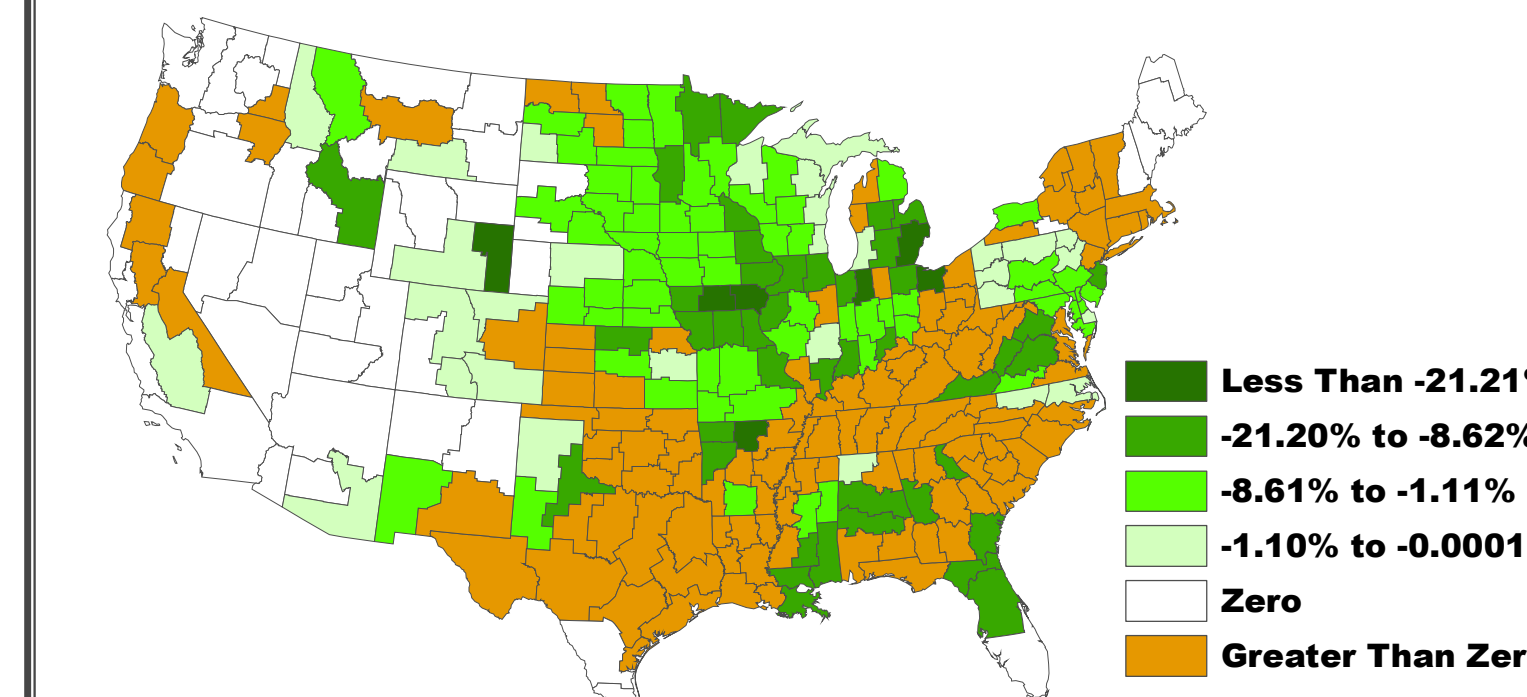 Less Than -21.21%
-21.20% to -8.62%
-8.61% to -1.11%
-1.10% to -0.0001
Zero
Greater Than Zer